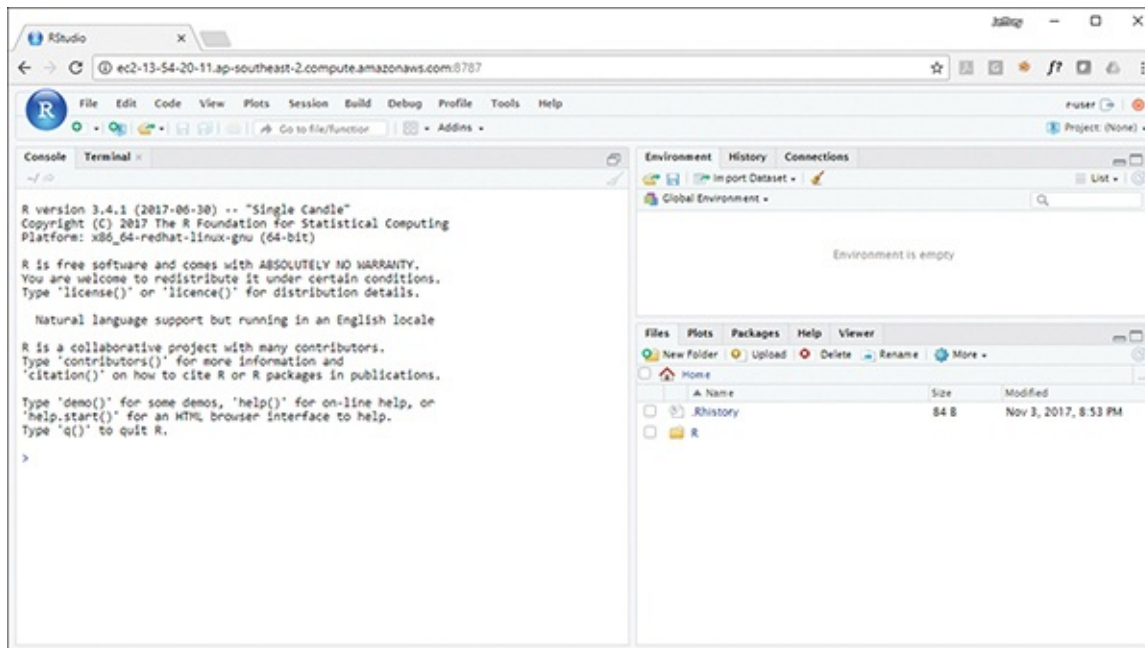 RStudio
ec2-13-54-20-11.ap-southeast-2.compute.amazonaws.com:8787
f?
R
File Edit Code View Plots Session Build Debug Profile Tools Help
r-user
Go to file/function
Addins
Project: (None)
Console Terminal
~/
R version 3.4.1 (2017-06-30) -- "Single Candle"
Copyright (C) 2017 The R Foundation for Statistical Computing
Platform: x86_64-redhat-linux-gnu (64-bit)
R is free software and comes with ABSOLUTELY NO WARRANTY.
You are welcome to redistribute it under certain conditions.
Type 'license()' or 'licence()' for distribution details.
Natural language support but running in an English locale
R is a collaborative project with many contributors.
Type 'contributors()' for more information and
'citation()' on how to cite R or R packages in publications.
Type 'demo()' for some demos, 'help()' for on-line help, or
'help.start()' for an HTML browser interface to help.
Type 'q()' to quit R.
>
Environment History Connections
Import Dataset List
Global Environment
Environment is empty
Files Plots Packages Help Viewer
New Folder Upload Delete Rename More
Home
Name Size Modified
.Rhistory 84 B Nov 3, 2017, 8:53 PM
R